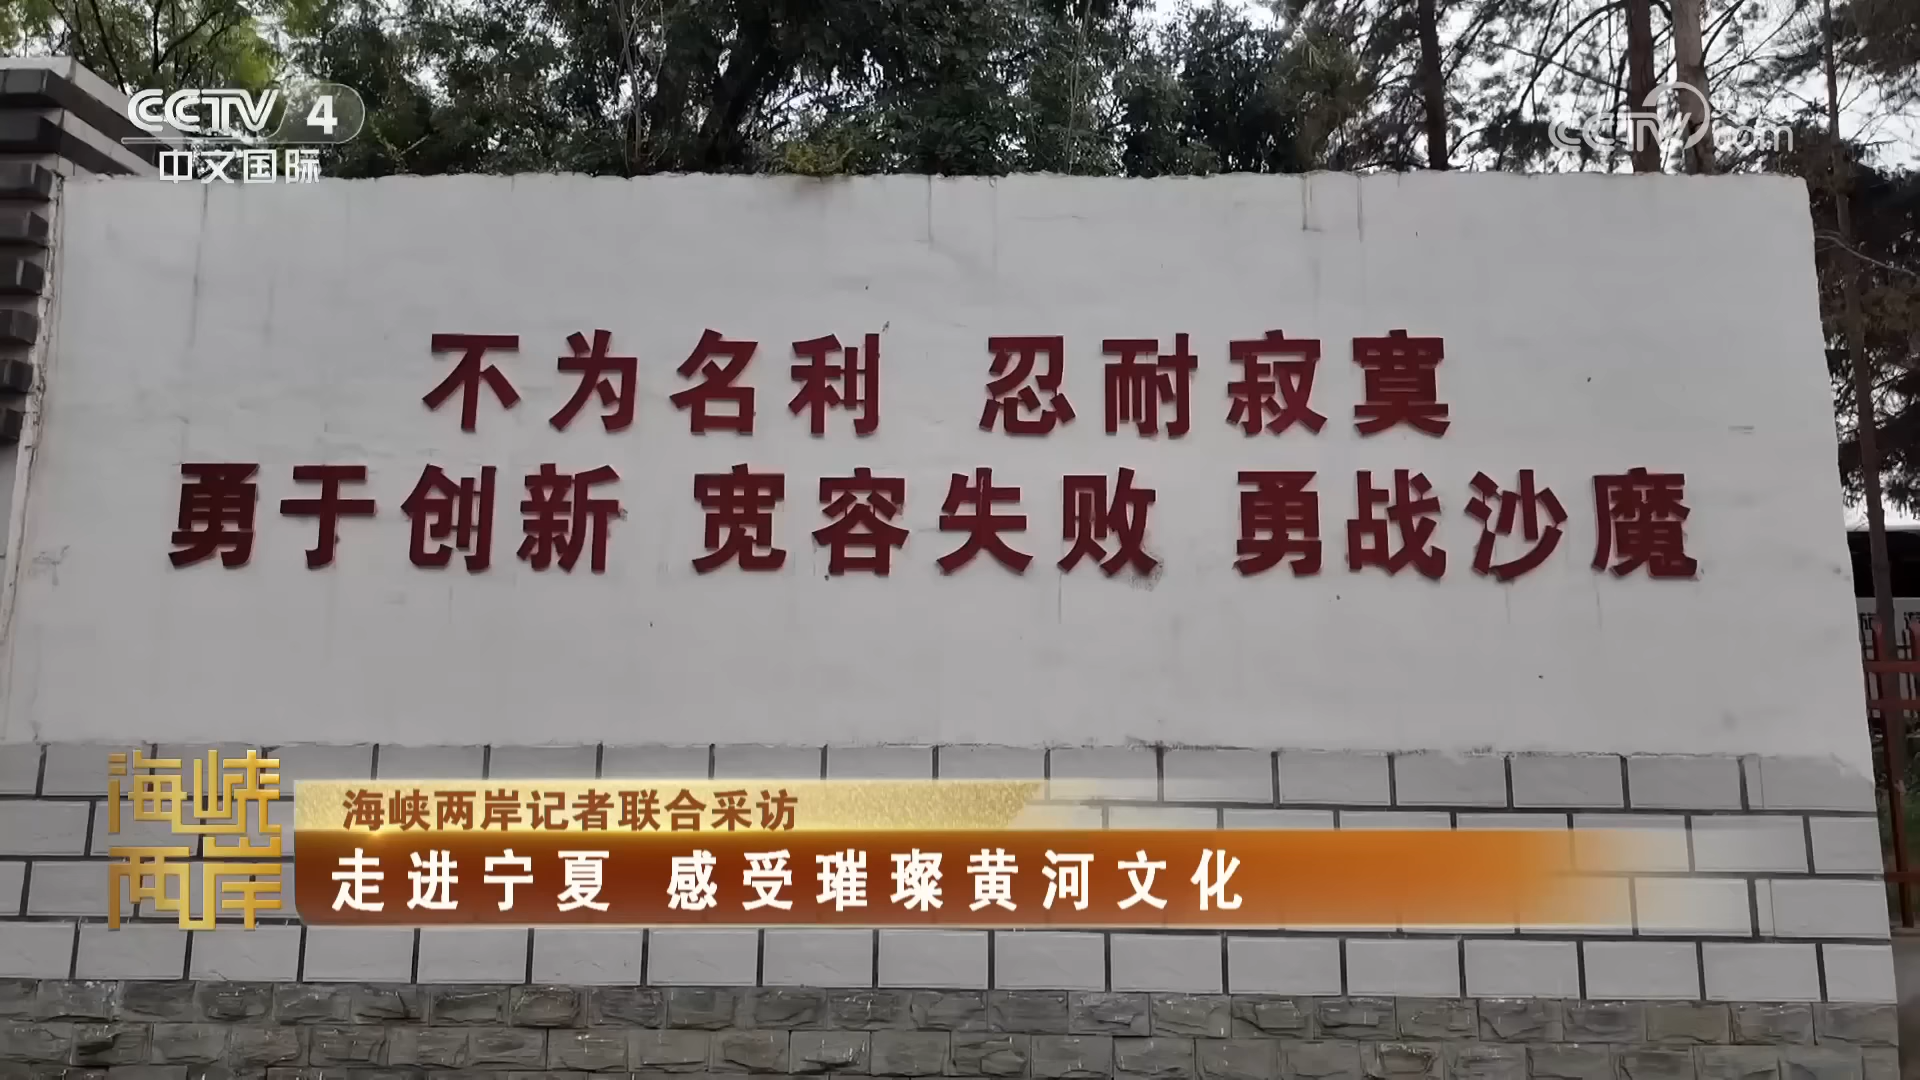 CCTV 4
中文国际
CCTV.com
不为名利 忍耐寂寞
勇于创新 宽容失败 勇战沙魔
海峡两岸
海峡两岸记者联合采访
走进宁夏 感受璀璨黄河文化